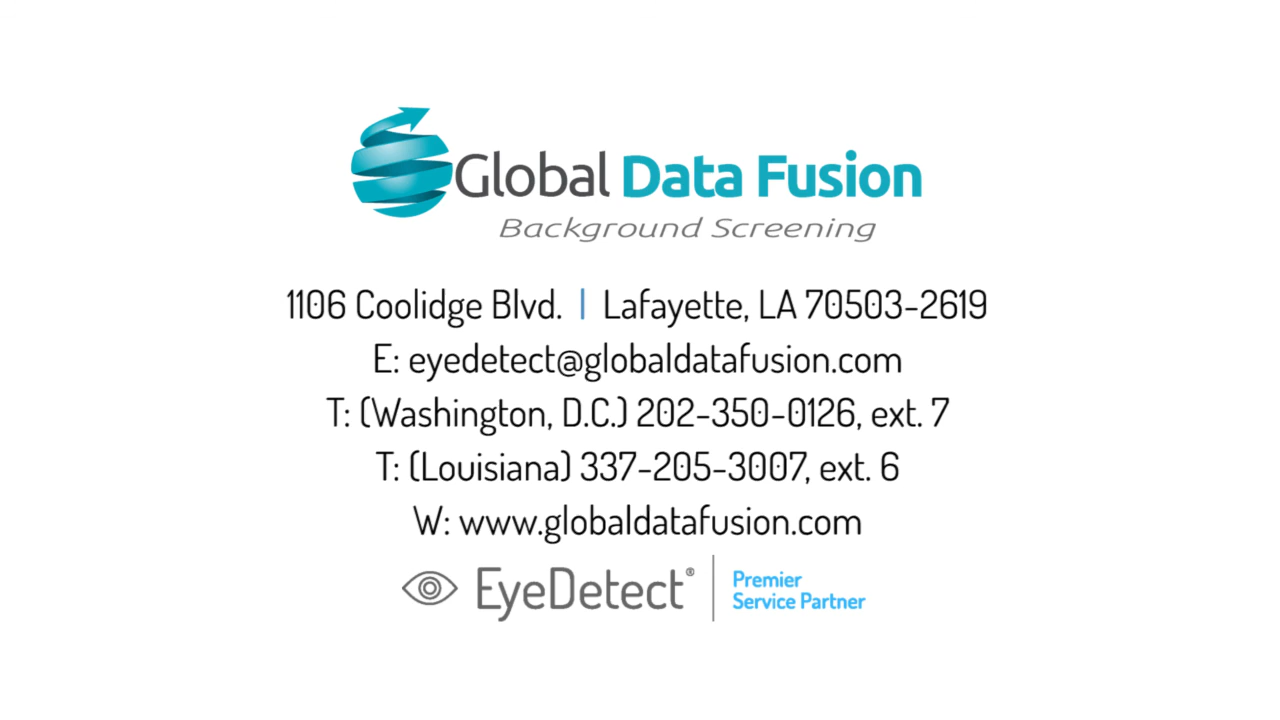 Global Data Fusion
Background Screening
1106 Coolidge Blvd. | Lafayette, LA 70503-2619
E: eyedetect@globaldatafusion.com
T: (Washington, D.C.) 202-350-0126, ext. 7
T: (Louisiana) 337-205-3007, ext. 6
W: www.globaldatafusion.com
EyeDetect®
Premier
Service Partner